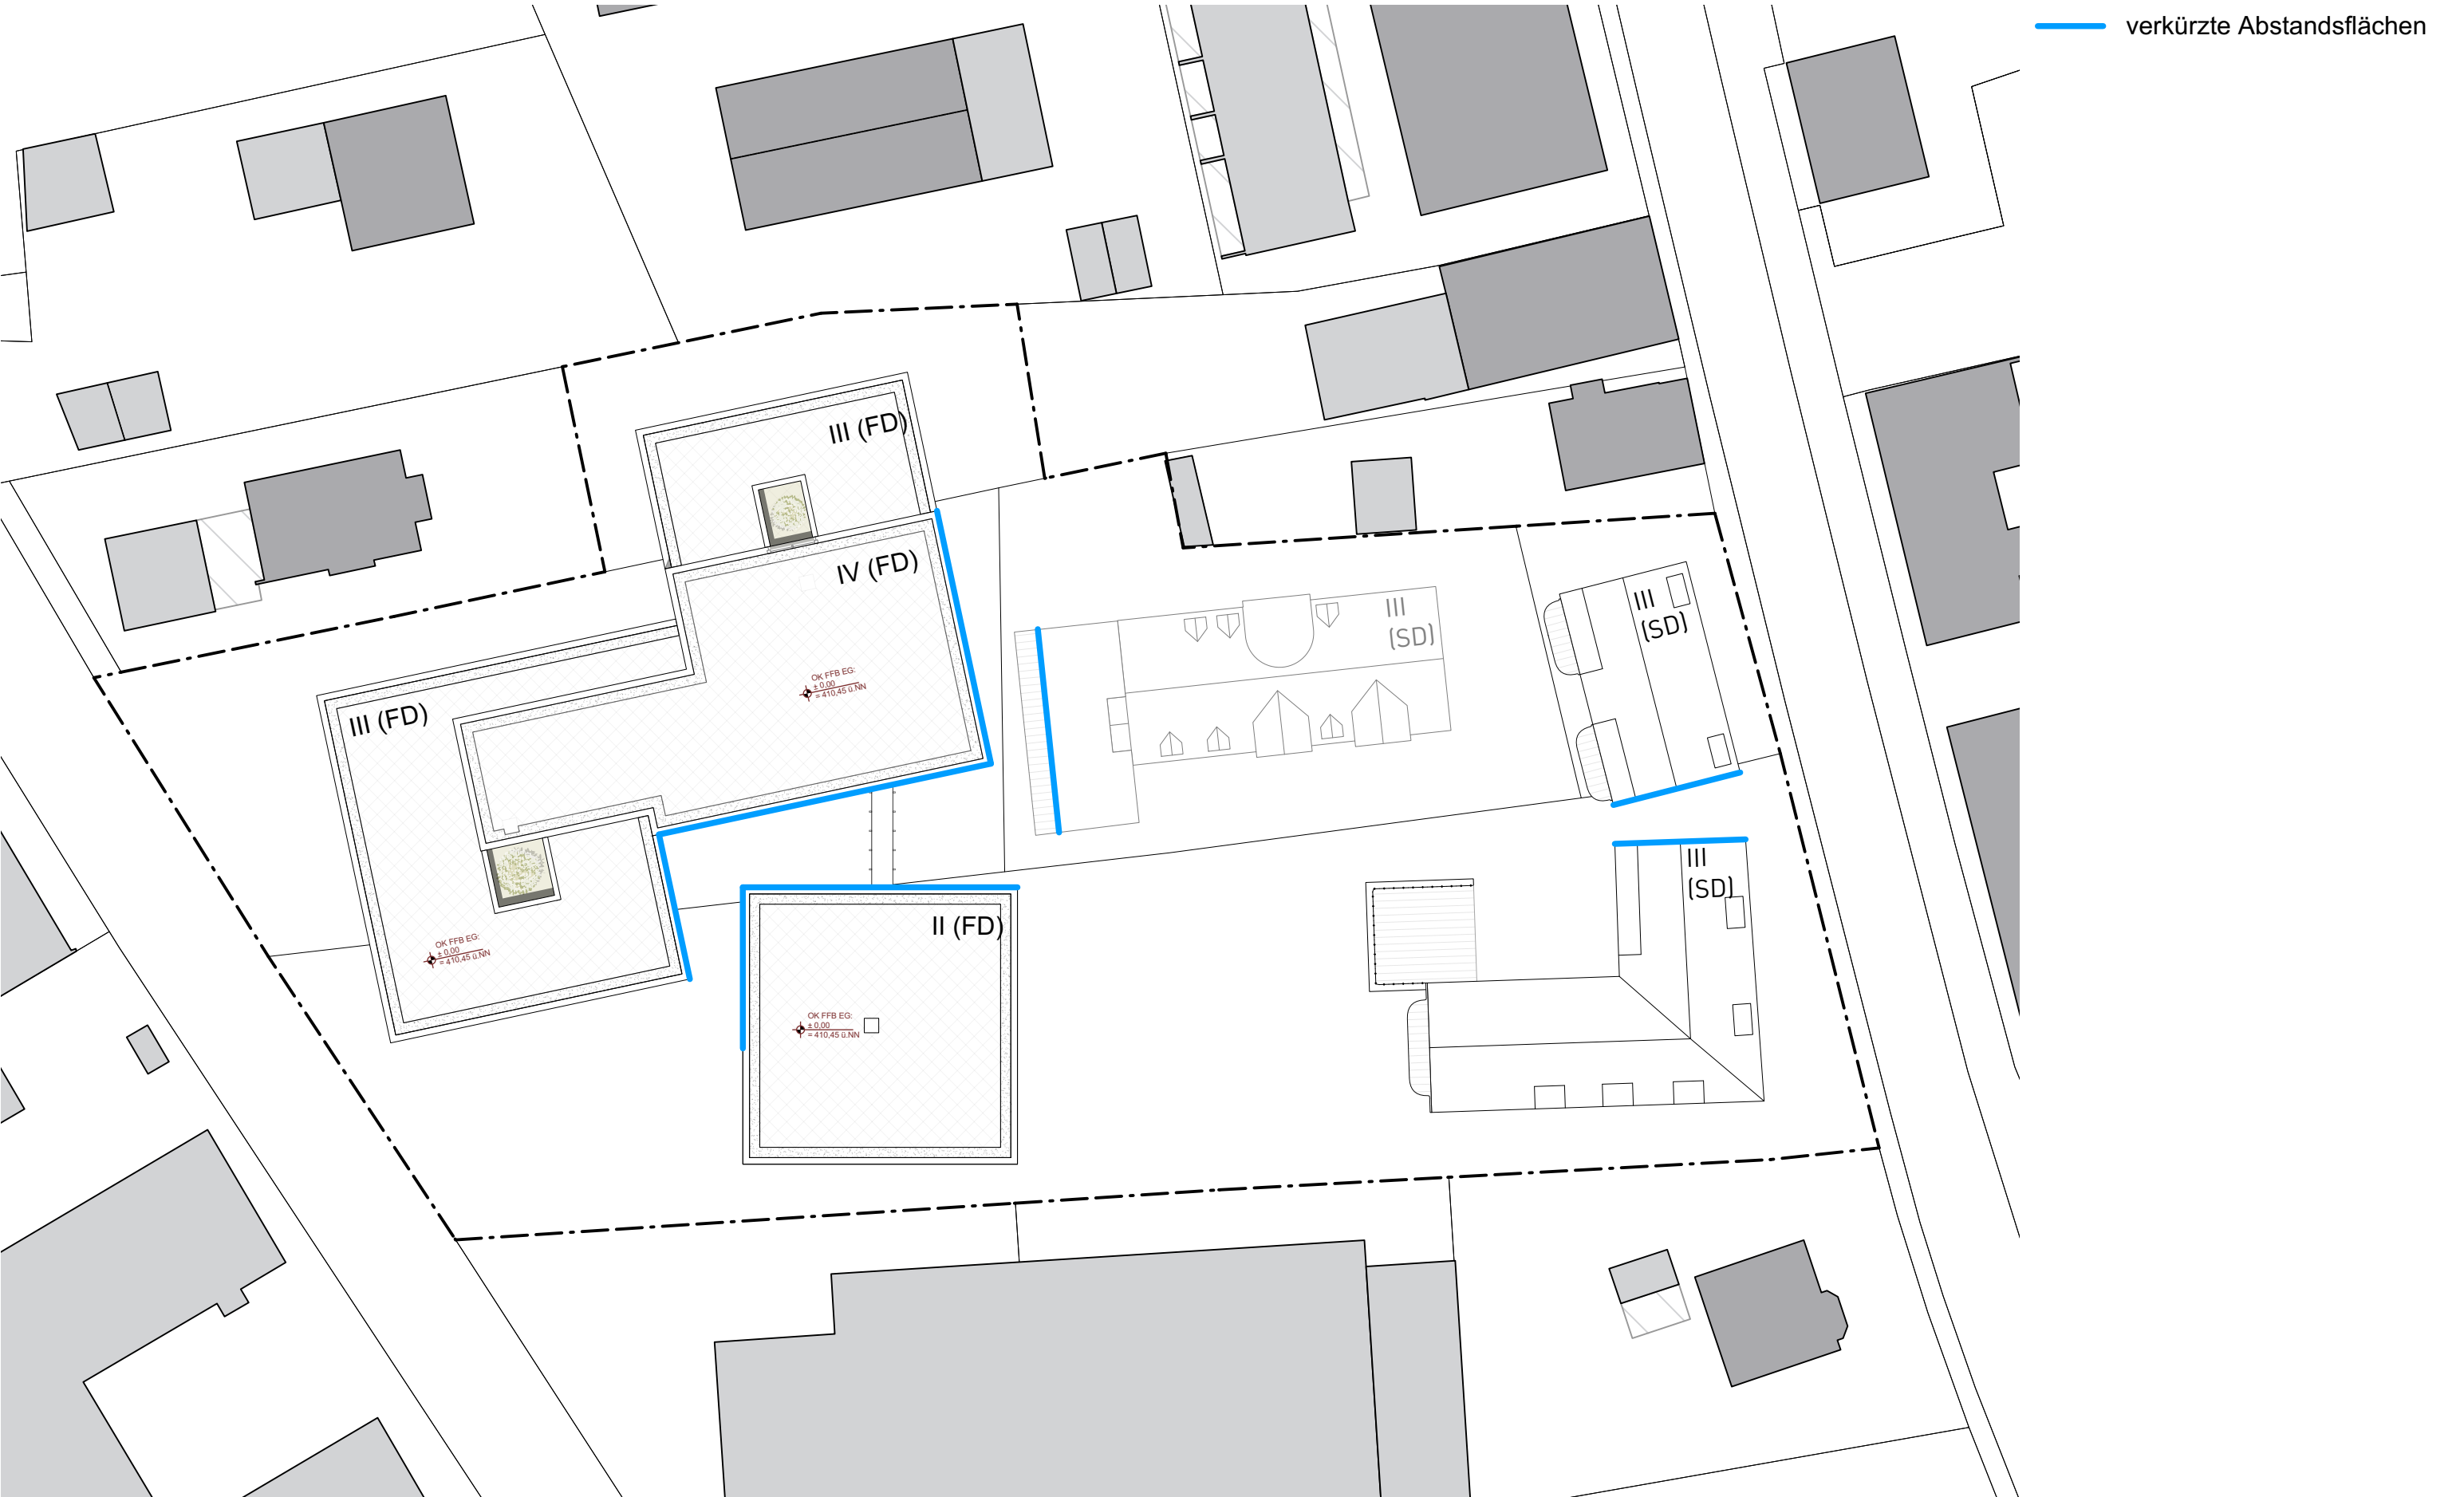 verkürzte Abstandsflächen
III (FD)
IV (FD)
III
(SD)
III
(SD)
OK FFB EG:
± 0,00
= 410,45 ü.NN
III (FD)
III
(SD)
II (FD)
OK FFB EG:
± 0,00
= 410,45 ü.NN
OK FFB EG:
± 0,00
= 410,45 ü.NN